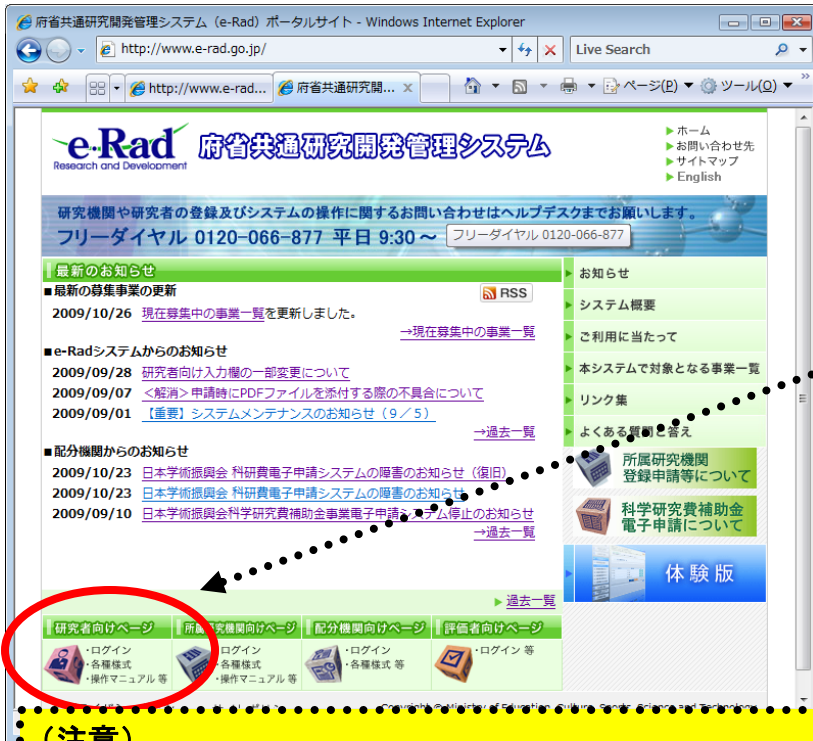 府省共通研究開発管理システム (e-Rad) ポータルサイト - Windows Internet Explorer
http://www.e-rad.go.jp/
Live Search
http://www.e-rad...
府省共通研究開...
ページ(P)
ツール(O)
e-Rad
Research and Development
府省共通研究開発管理システム
ホーム
お問い合わせ先
サイトマップ
English
研究機関や研究者の登録及びシステムの操作に関するお問い合わせはヘルプデスクまでお願いします。
フリーダイヤル 0120-066-877 平日 9:30～
フリーダイヤル 0120-066-877
最新のお知らせ
■最新の募集事業の更新
RSS
2009/10/26 現在募集中の事業一覧を更新しました。
→現在募集中の事業一覧
■e-Radシステムからのお知らせ
2009/09/28 研究者向け入力欄の一部変更について
2009/09/07 <解消>申請時にPDFファイルを添付する際の不具合について
2009/09/01 【重要】システムメンテナンスのお知らせ（9／5）
→過去一覧
■配分機関からのお知らせ
2009/10/23 日本学術振興会 科研費電子申請システムの障害のお知らせ（復旧）
2009/10/23 日本学術振興会 科研費電子申請システムの障害のお知らせ
2009/09/10 日本学術振興会科学研究費補助金事業電子申請システム停止のお知らせ
→過去一覧
過去一覧
お知らせ
システム概要
ご利用に当たって
本システムで対象となる事業一覧
リンク集
よくある質問と答え
所属研究機関
登録申請等について
科学研究費補助金
電子申請について
体験版
研究者向けページ
・ログイン
・各種様式
・操作マニュアル 等
所属研究機関向けページ
・ログイン
・各種様式
・操作マニュアル 等
配分機関向けページ
・ログイン
・各種様式 等
評価者向けページ
・ログイン 等
Copyright © Ministry of Education, Culture, Sports, Science and Technology
（注意）